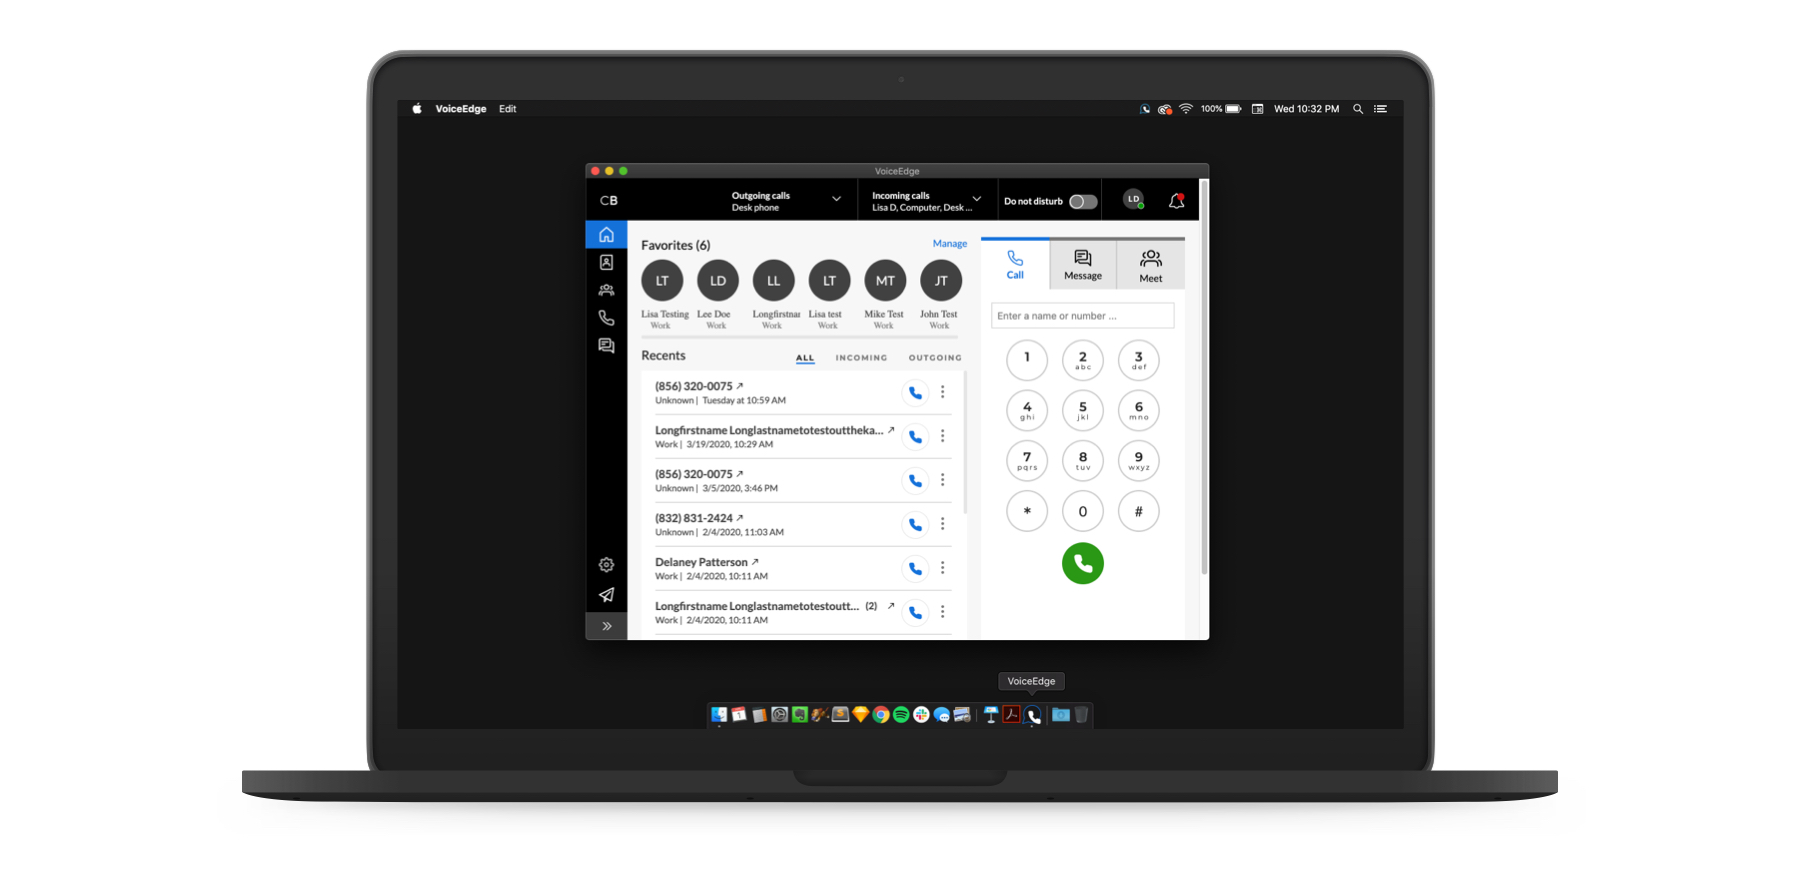 VoiceEdge Edit
100% Wed 10:32 PM
VoiceEdge
CB
Outgoing calls
Desk phone
Incoming calls
Lisa D, Computer, Desk ...
Do not disturb
LD
Favorites (6)
Manage
LT LD LL LT MT JT
Lisa Testing Lee Doe Longfirstna Lisa test Mike Test John Test
Work Work Work Work Work Work
Recents
ALL INCOMING OUTGOING
(856) 320-0075
Unknown | Tuesday at 10:59 AM
Longfirstname Longlastnametotestouttheka...
Work | 3/19/2020, 10:29 AM
(856) 320-0075
Unknown | 3/5/2020, 3:46 PM
(832) 831-2424
Unknown | 2/4/2020, 11:03 AM
Delaney Patterson
Work | 2/4/2020, 10:11 AM
Longfirstname Longlastnametotestoutt... (2)
Work | 2/4/2020, 10:11 AM
Call
Message
Meet
Enter a name or number ...
1 2 3
abc def
4 5 6
ghi jkl mno
7 8 9
pqrs tuv wxyz
* 0 #
VoiceEdge